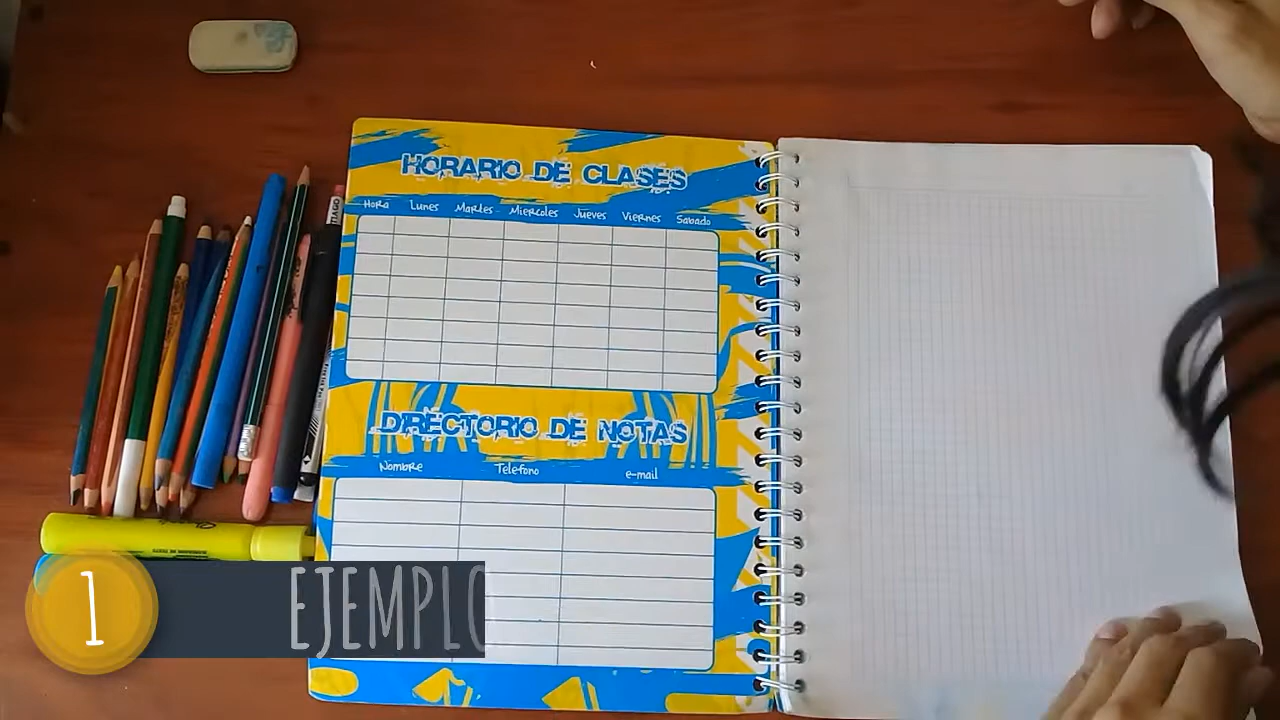 HORARIO DE CLASES
Hora Lunes Martes Miercoles Jueves Viernes Sabado
DIRECTORIO DE NOTAS
Nombre Telefono e-mail
1 EJEMPLO